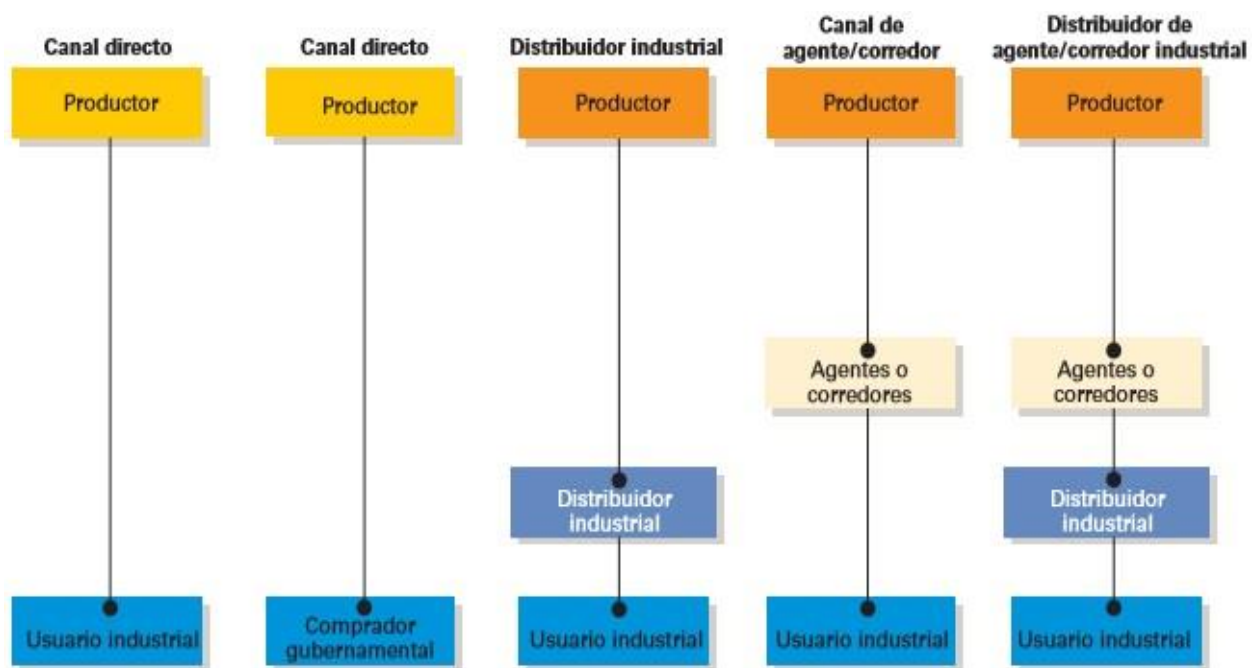 Canal directo
Canal directo
Distribuidor industrial
Canal de
agente/corredor
Distribuidor de
agente/corredor industrial
Productor
Productor
Productor
Productor
Productor
Agentes o
corredores
Agentes o
corredores
Distribuidor
industrial
Distribuidor
industrial
Usuario industrial
Comprador
gubernamental
Usuario industrial
Usuario industrial
Usuario industrial